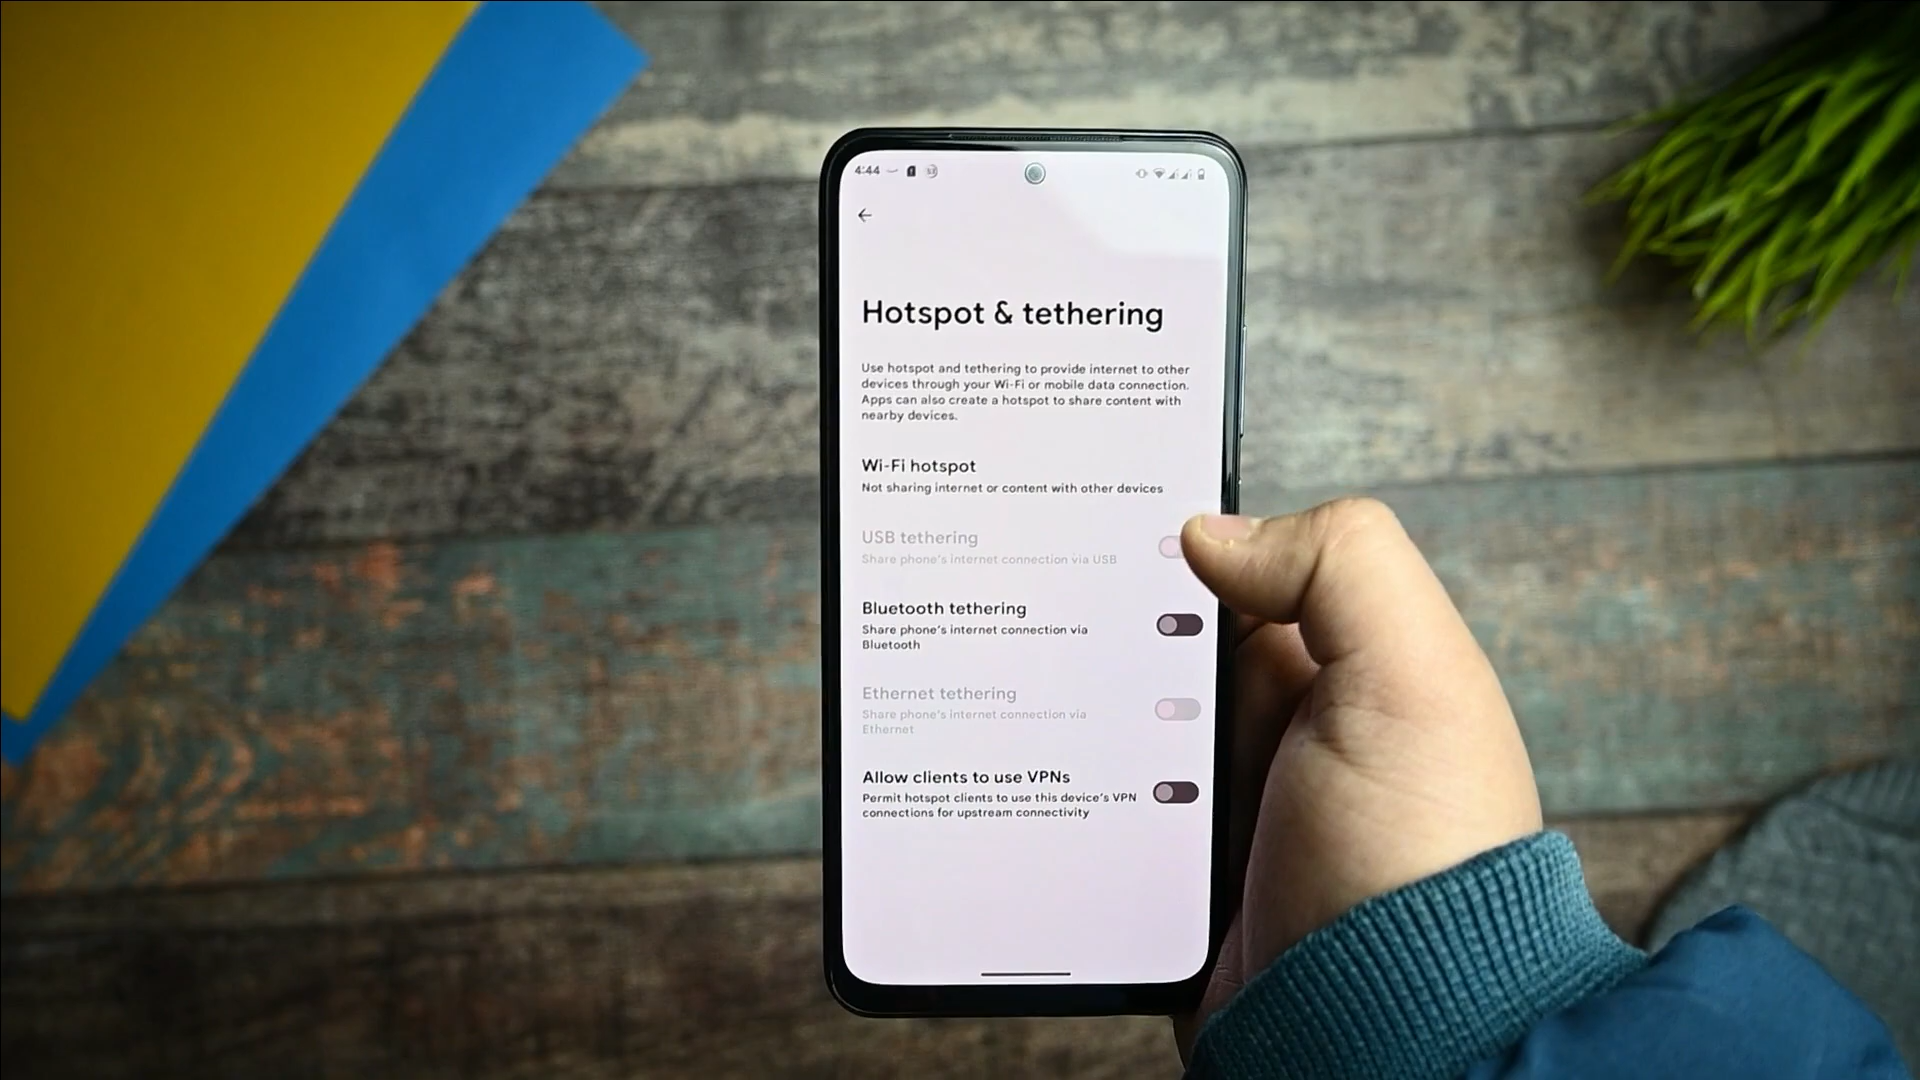 4:44
Hotspot & tethering
Use hotspot and tethering to provide internet to other
devices through your Wi-Fi or mobile data connection.
Apps can also create a hotspot to share content with
nearby devices.
Wi-Fi hotspot
Not sharing internet or content with other devices
USB tethering
Share phone's internet connection via USB
Bluetooth tethering
Share phone's internet connection via
Bluetooth
Ethernet tethering
Share phone's internet connection via
Ethernet
Allow clients to use VPNs
Permit hotspot clients to use this device's VPN
connections for upstream connectivity